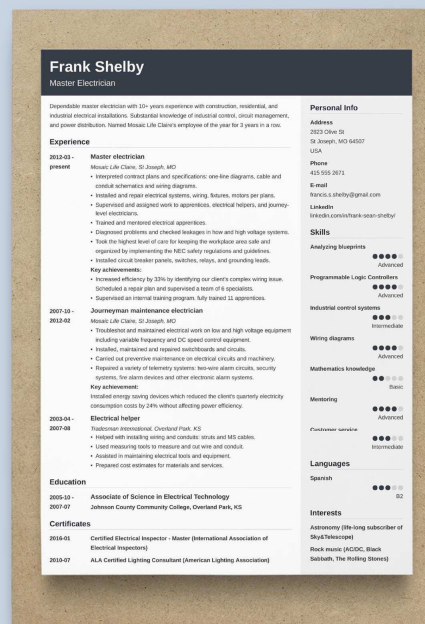 Frank Shelby
Master Electrician
Dependable master electrician with 10+ years experience with construction, residential, and
industrial electrical installations. Substantial knowledge of industrial control, circuit management,
and power distribution. Named Mosaic Life Claire's employee of the year for 3 years in a row.
Experience
2012-03 - Master electrician
present Mosaic Life Claire, St Joseph, MO
• Interpreted contract plans and specifications: one-line diagrams, cable and
conduit schematics and wiring diagrams.
• Installed and repair electrical systems, wiring, fixtures, motors per plans.
• Supervised and assigned work to apprentices, electrical helpers, and journey-
level electricians.
• Trained and mentored electrical apprentices.
• Diagnosed problems and checked leakages in how and high voltage systems.
• Took the highest level of care for keeping the workplace area safe and
organized by implementing the NEC safety regulations and guidelines.
• Installed circuit breaker panels, switches, relays, and grounding leads.
Key achievements:
• Increased efficiency by 33% by identifying our client's complex wiring issue.
Scheduled a repair plan and supervised a team of 6 specialists.
• Supervised an internal training program, fully trained 11 apprentices.
2007-10 - Journeyman maintenance electrician
2012-02 Mosaic Life Claire, St Joseph, MO
• Troubleshot and maintained electrical work on low and high voltage equipment
including variable frequency and DC speed control equipment.
• Installed, maintained and repaired switchboards and circuits.
• Carried out preventive maintenance on electrical circuits and machinery.
• Repaired a variety of telemetry systems: two-wire alarm circuits, security
systems, fire alarm devices and other electronic alarm systems.
Key achievement:
Installed energy saving devices which reduced the client's quarterly electicity
consumption costs by 24% without affecting power efficiency.
2003-04 - Electrical helper
2007-08 Tradesman International, Overland Park, KS
• Helped with installing wiring and conduits: struts and MS cables.
• Used measuring tools to measure and cut wire and conduit.
• Assisted in maintaining electrical tools and equipment.
• Prepared cost estimates for materials and services.
Education
2005-10 - Associate of Science in Electrical Technology
2007-07 Johnson County Community College, Overland Park, KS
Certificates
2016-01 Certified Electrical Inspector - Master (International Association of
Electrical Inspectors)
2010-07 ALA Certified Lighting Consultant (American Lighting Association)
Personal Info
Address
2823 Olive St
St Joseph, MO 64507
USA
Phone
415 555 2671
E-mail
francis.s.shelby@gmail.com
LinkedIn
linkedin.com/in/frank-sean-shelby/
Skills
Analyzing blueprints
Advanced
Programmable Logic Controllers
Advanced
Industrial control systems
Intermediate
Wiring diagrams
Advanced
Mathematics knowledge
Basic
Mentoring
Advanced
Customer service
Intermediate
Languages
Spanish
B2
Interests
Astronomy (life-long subscriber of
Sky&Telescope)
Rock music (AC/DC, Black
Sabbath, The Rolling Stones)